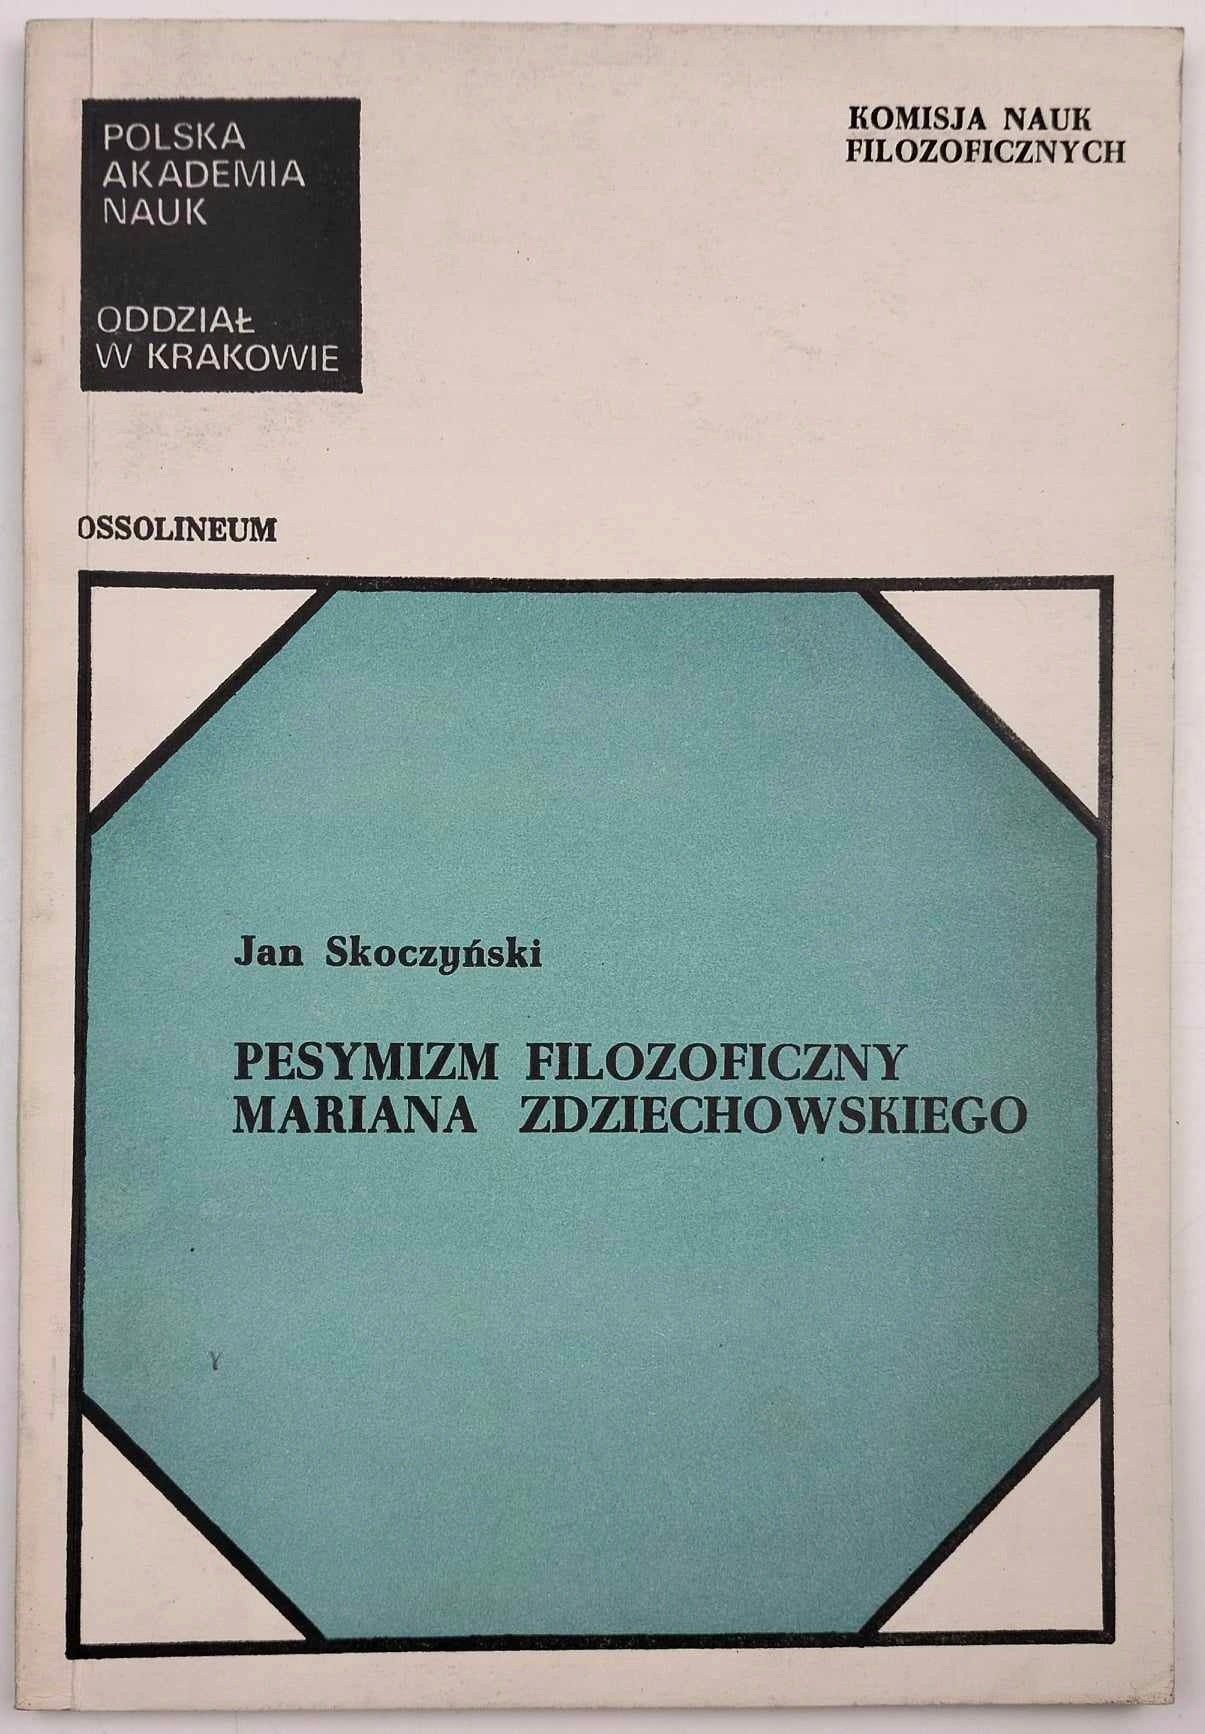 POLSKA
AKADEMIA
NAUK
ODDZIAŁ
W KRAKOWIE
KOMISJA NAUK
FILOZOFICZNYCH
OSSOLINEUM
Jan Skoczyński
PESYMIZM FILOZOFICZNY
MARIANA ZDZIECHOWSKIEGO